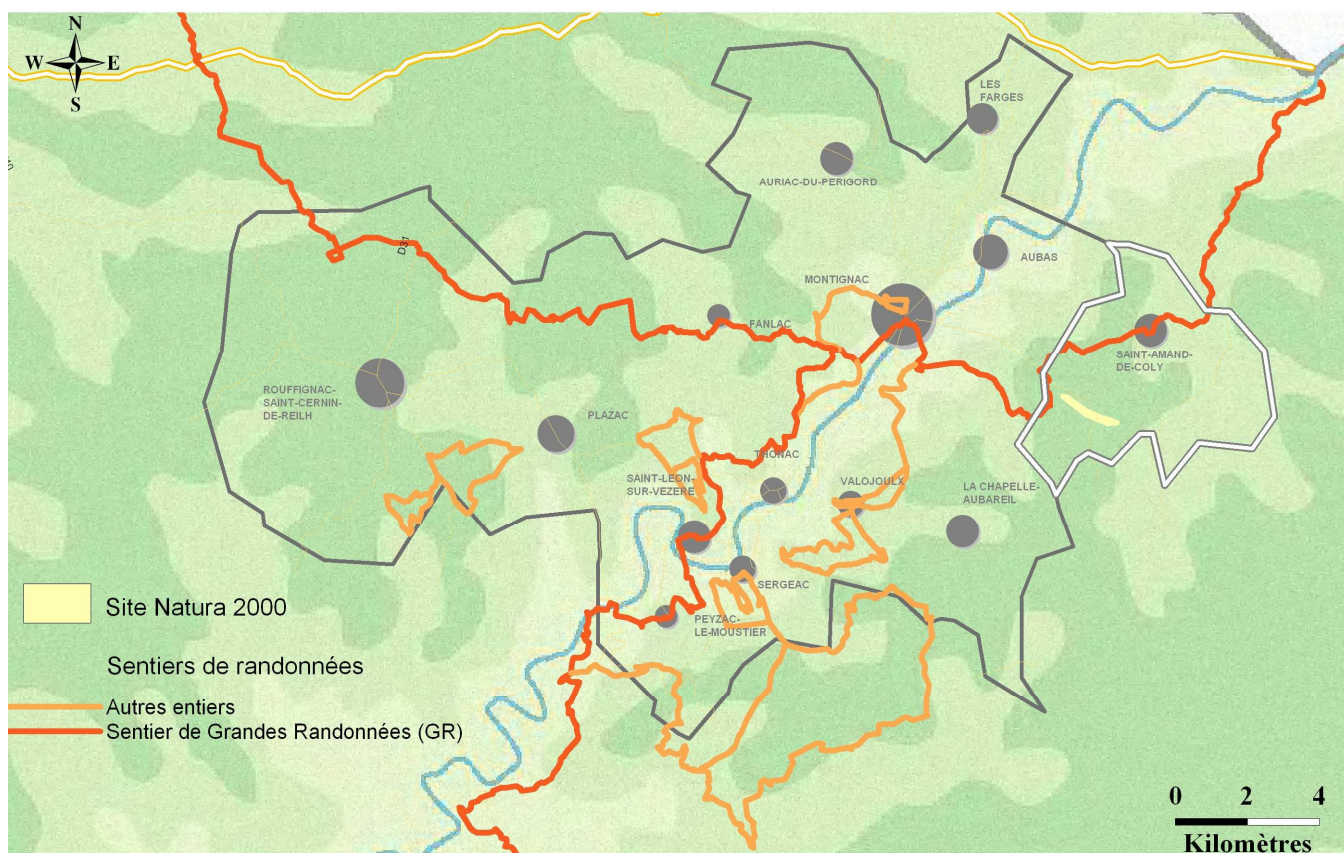 N
W E
S
LES
FARGES
AURIAC-DU-PERIGORD
D31
AUBAS
MONTIGNAC
FANLAC
SAINT-AMAND-
DE-COLY
ROUFFIGNAC-
SAINT-CERNIN-
DE-REILH
PLAZAC
THONAC
SAINT-LEON-
SUR-VEZERE
VALOJOULX
LA CHAPELLE-
AUBAREIL
SERGEAC
PEYZAC-
LE-MOUSTIER
Site Natura 2000
Sentiers de randonnées
Autres entiers
Sentier de Grandes Randonnées (GR)
0 2 4
Kilomètres